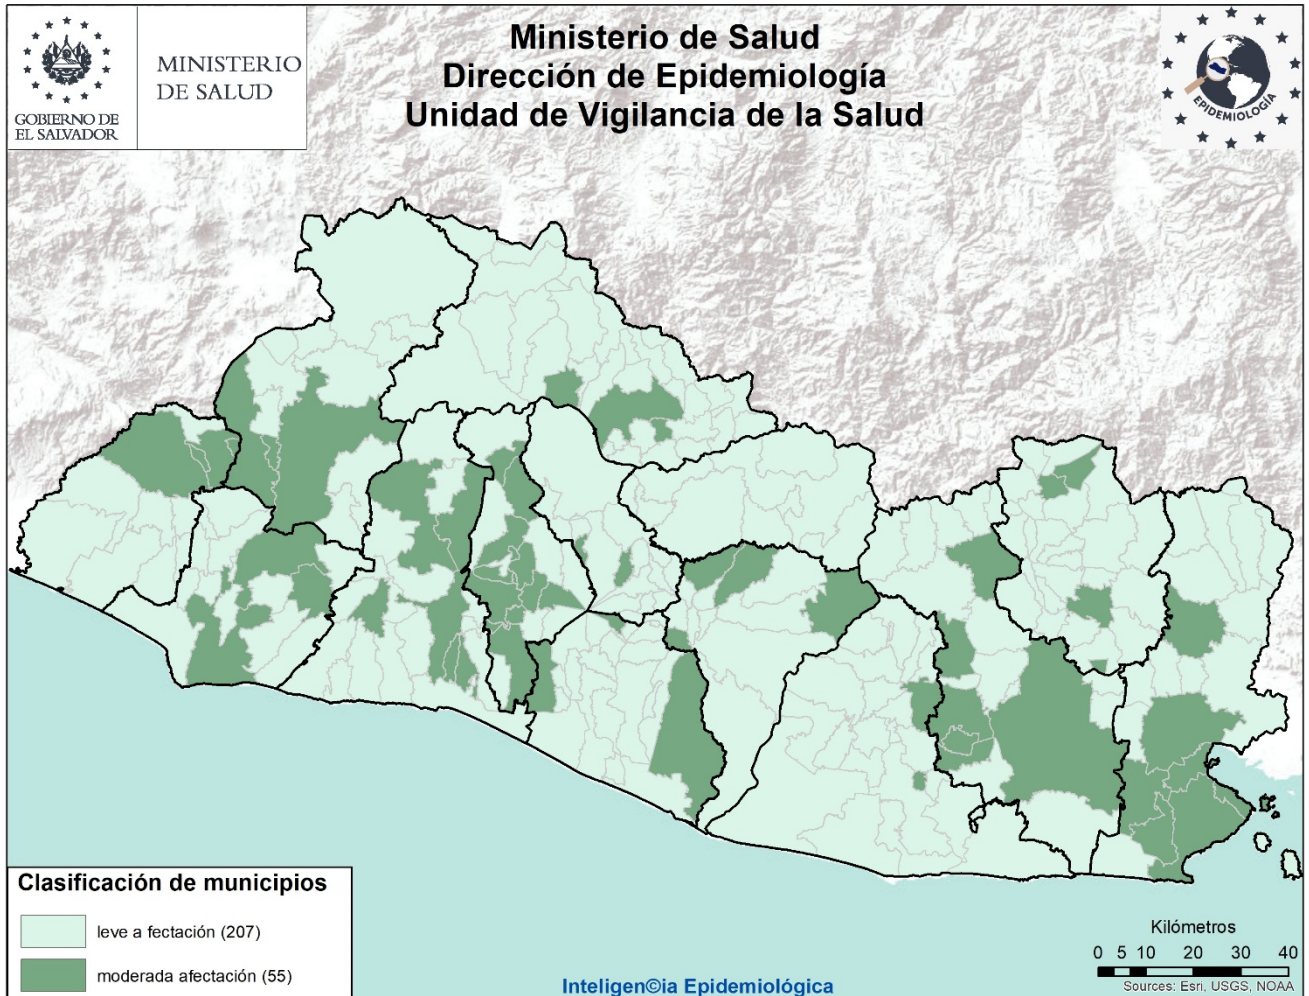 GOBIERNO DE
EL SALVADOR
MINISTERIO
DE SALUD
Ministerio de Salud
Dirección de Epidemiología
Unidad de Vigilancia de la Salud
EPIDEMIOLOGÍA
Clasificación de municipios
leve a fectación (207)
moderada afectación (55)
Inteligen©ia Epidemiológica
Kilómetros
0 5 10 20 30 40
Sources: Esri, USGS, NOAA